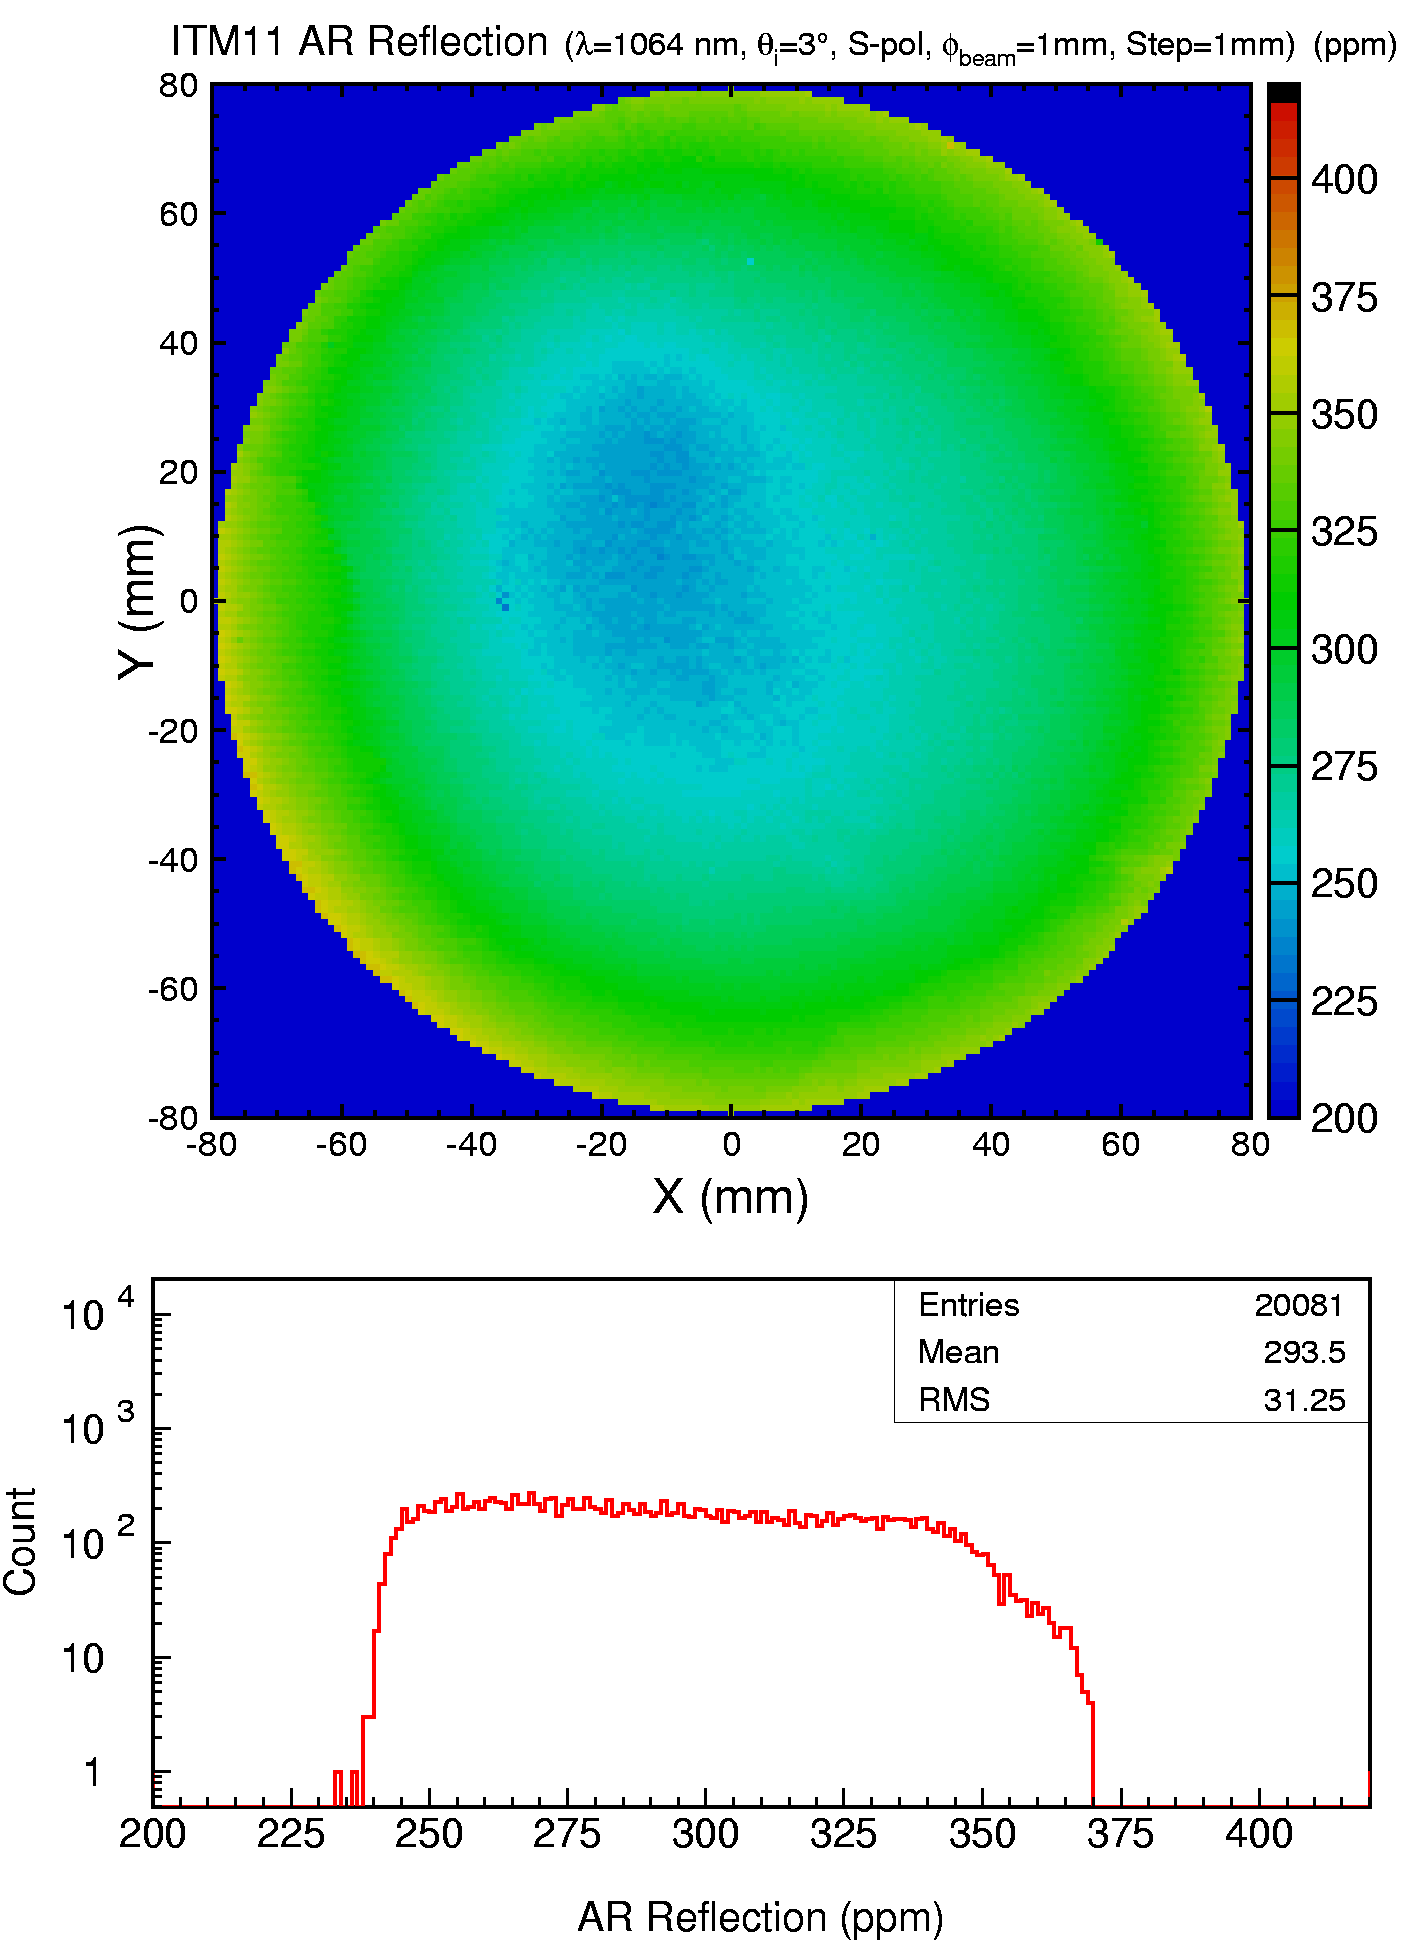 ITM11 AR Reflection (λ=1064 nm, θi=3°, S-pol, ϕbeam=1mm, Step=1mm) (ppm)
80
60
40
20
0
-20
-40
-60
-80
Y (mm)
-80 -60 -40 -20 0 20 40 60 80
X (mm)
400
375
350
325
300
275
250
225
200
Entries 20081
Mean 293.5
RMS 31.25
10^4
10^3
10^2
10
1
Count
200 225 250 275 300 325 350 375 400
AR Reflection (ppm)